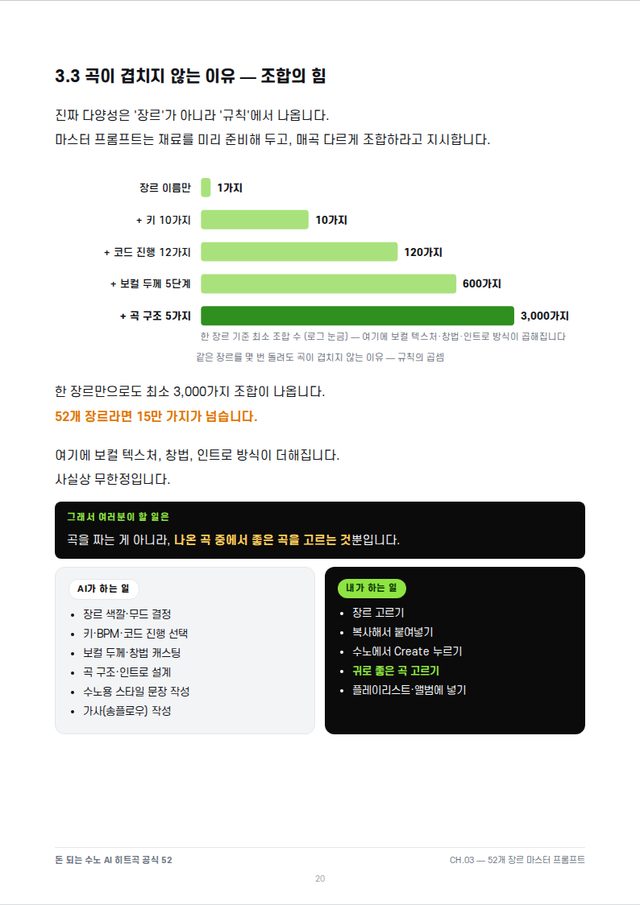 3.3 곡이 겹치지 않는 이유 — 조합의 힘
진짜 다양성은 '장르'가 아니라 '규칙'에서 나옵니다.
마스터 프롬프트는 재료를 미리 준비해 두고, 매곡 다르게 조합하라고 지시합니다.
장르 이름만 1가지
+ 키 10가지 10가지
+ 코드 진행 12가지 120가지
+ 보컬 두께 5단계 600가지
+ 곡 구조 5가지 3,000가지
한 장르 기준 최소 조합 수 (로그 눈금) — 여기에 보컬 텍스처·창법·인트로 방식이 곱해집니다
같은 장르를 몇 번 돌려도 곡이 겹치지 않는 이유 — 규칙의 곱셈
한 장르만으로도 최소 3,000가지 조합이 나옵니다.
52개 장르라면 15만 가지가 넘습니다.
여기에 보컬 텍스처, 창법, 인트로 방식이 더해집니다.
사실상 무한정입니다.
그래서 여러분이 할 일은
곡을 짜는 게 아니라, 나온 곡 중에서 좋은 곡을 고르는 것뿐입니다.
AI가 하는 일
• 장르 색깔·무드 결정
• 키·BPM·코드 진행 선택
• 보컬 두께·창법 캐스팅
• 곡 구조·인트로 설계
• 수노용 스타일 문장 작성
• 가사(송플로우) 작성
내가 하는 일
• 장르 고르기
• 복사해서 붙여넣기
• 수노에서 Create 누르기
• 귀로 좋은 곡 고르기
• 플레이리스트·앨범에 넣기
돈 되는 수노 AI 히트곡 공식 52
CH.03 — 52개 장르 마스터 프롬프트
20